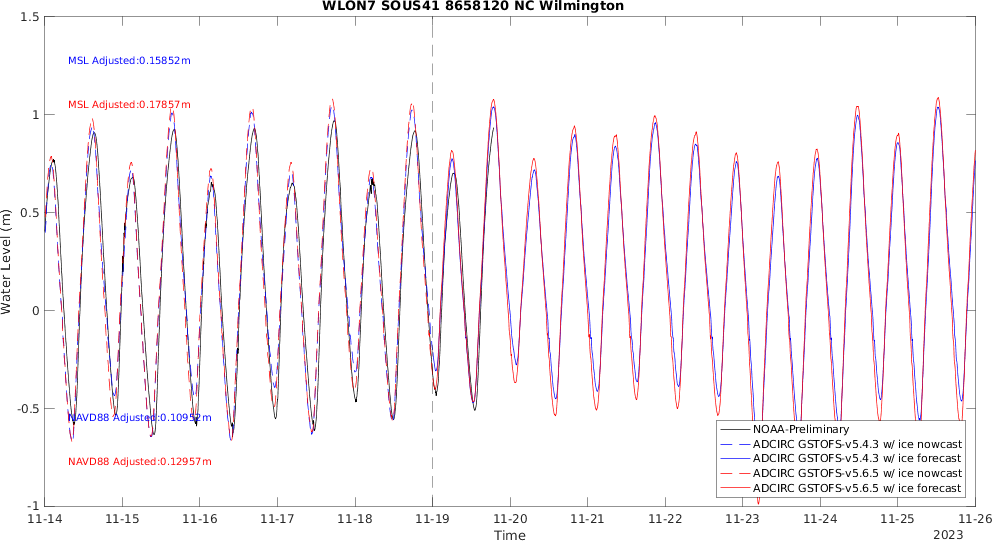 WLON7 SOUS41 8658120 NC Wilmington
1.5
1
0.5
0
-0.5
-1
Water Level (m)
MSL Adjusted:0.15852m
MSL Adjusted:0.17857m
NAVD88 Adjusted:0.10952m
NAVD88 Adjusted:0.12957m
NOAA-Preliminary
ADCIRC GSTOFS-v5.4.3 w/ ice nowcast
ADCIRC GSTOFS-v5.4.3 w/ ice forecast
ADCIRC GSTOFS-v5.6.5 w/ ice nowcast
ADCIRC GSTOFS-v5.6.5 w/ ice forecast
11-14 11-15 11-16 11-17 11-18 11-19 11-20 11-21 11-22 11-23 11-24 11-25 11-26
Time
2023